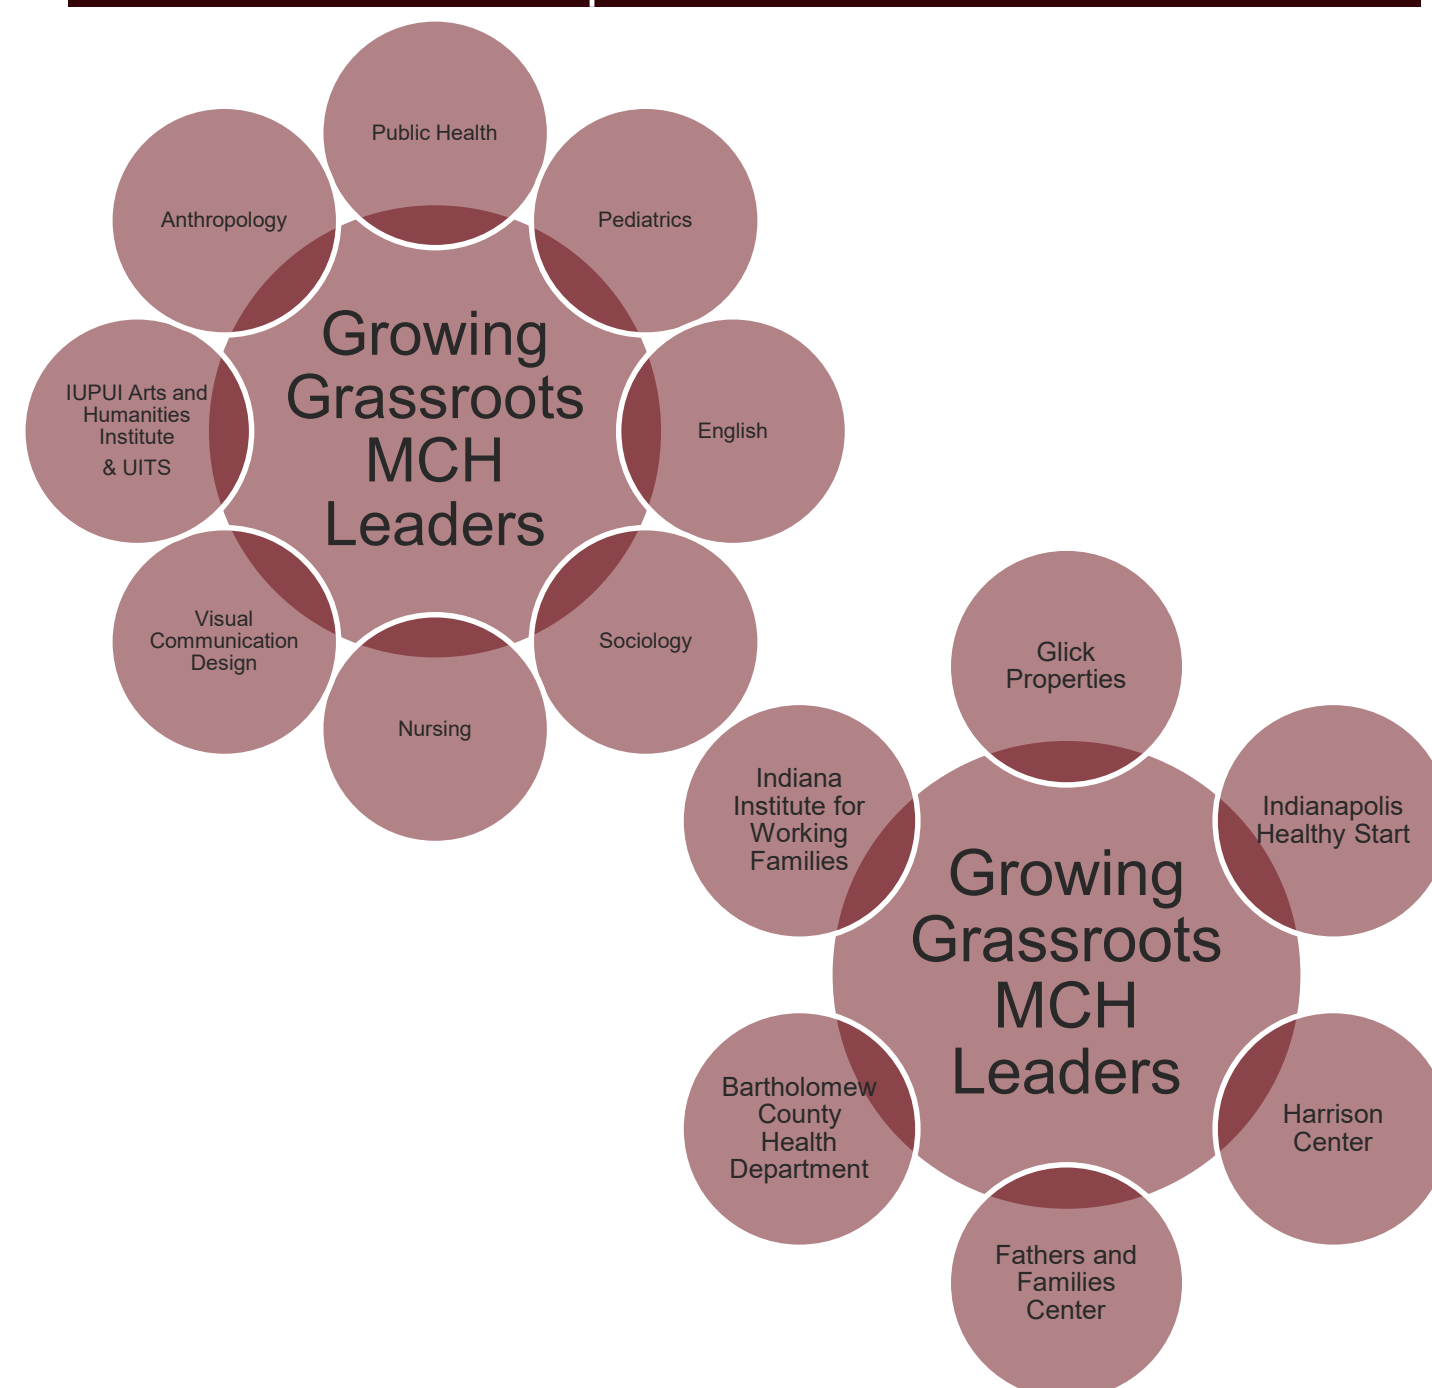 Public Health
Anthropology
Pediatrics
Growing
Grassroots
MCH
Leaders
IUPUI Arts and
Humanities
Institute
& UITS
English
Visual
Communication
Design
Sociology
Nursing
Glick
Properties
Indiana
Institute for
Working
Families
Indianapolis
Healthy Start
Growing
Grassroots
MCH
Leaders
Bartholomew
County
Health
Department
Harrison
Center
Fathers and
Families
Center